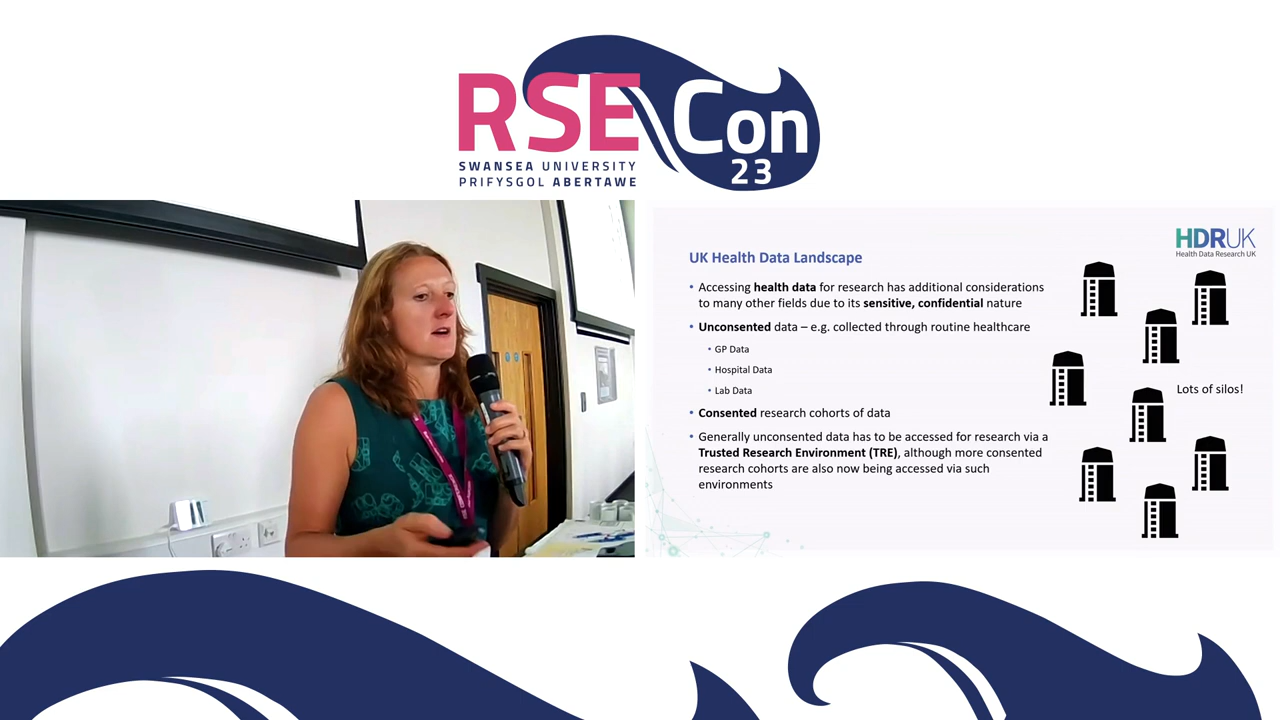 RSE Con
23
SWANSEA UNIVERSITY
PRIFYSGOL ABERTAWE
HDRUK
Health Data Research UK
UK Health Data Landscape
• Accessing health data for research has additional considerations
to many other fields due to its sensitive, confidential nature
• Unconsented data – e.g. collected through routine healthcare
• GP Data
• Hospital Data
• Lab Data
• Consented research cohorts of data
• Generally unconsented data has to be accessed for research via a
Trusted Research Environment (TRE), although more consented
research cohorts are also now being accessed via such
environments
Lots of silos!